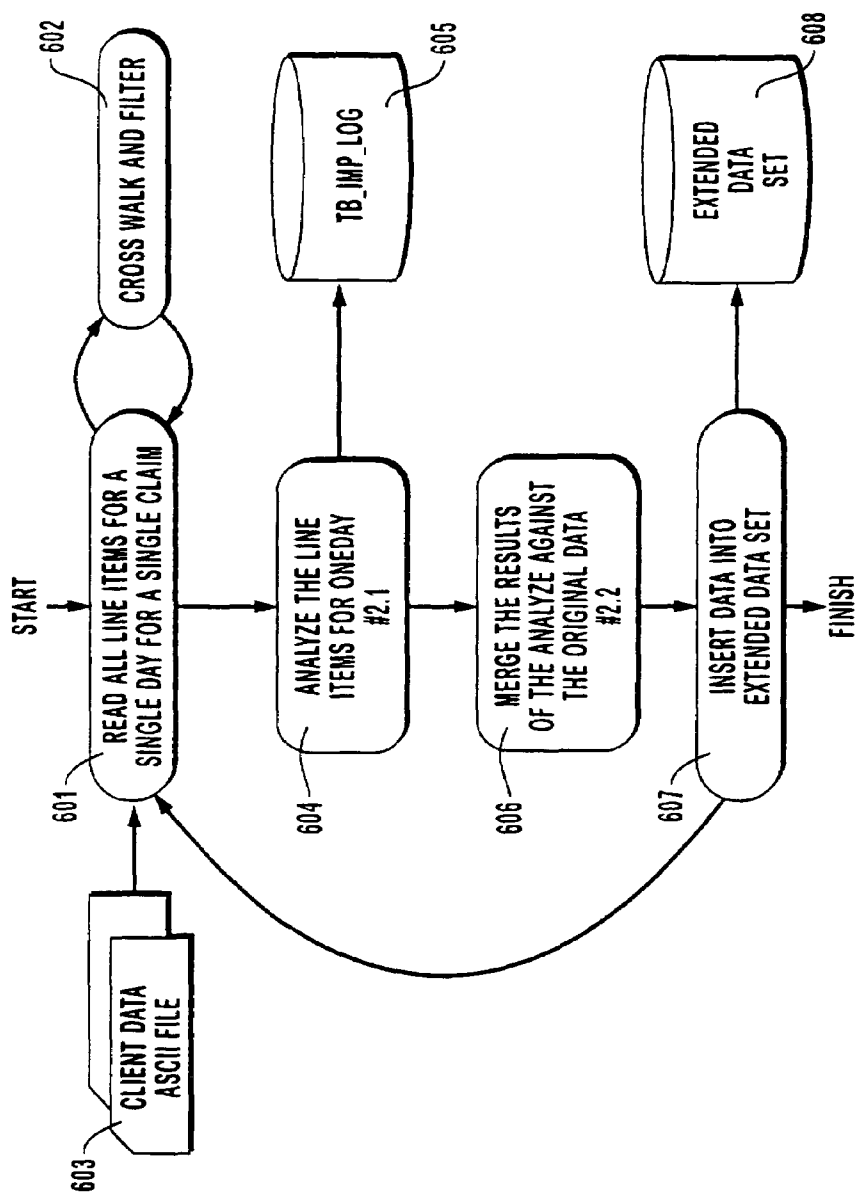 START
602
CROSS WALK AND FILTER
601
READ ALL LINE ITEMS FOR A
SINGLE DAY FOR A SINGLE CLAIM
603
CLIENT DATA
ASCII FILE
604
ANALYZE THE LINE
ITEMS FOR ONEDAY
#2.1
605
TB_IMP_LOG
606
MERGE THE RESULTS
OF THE ANALYZE AGAINST
THE ORIGINAL DATA
#2.2
607
INSERT DATA INTO
EXTENDED DATA SET
608
EXTENDED
DATA
SET
FINISH